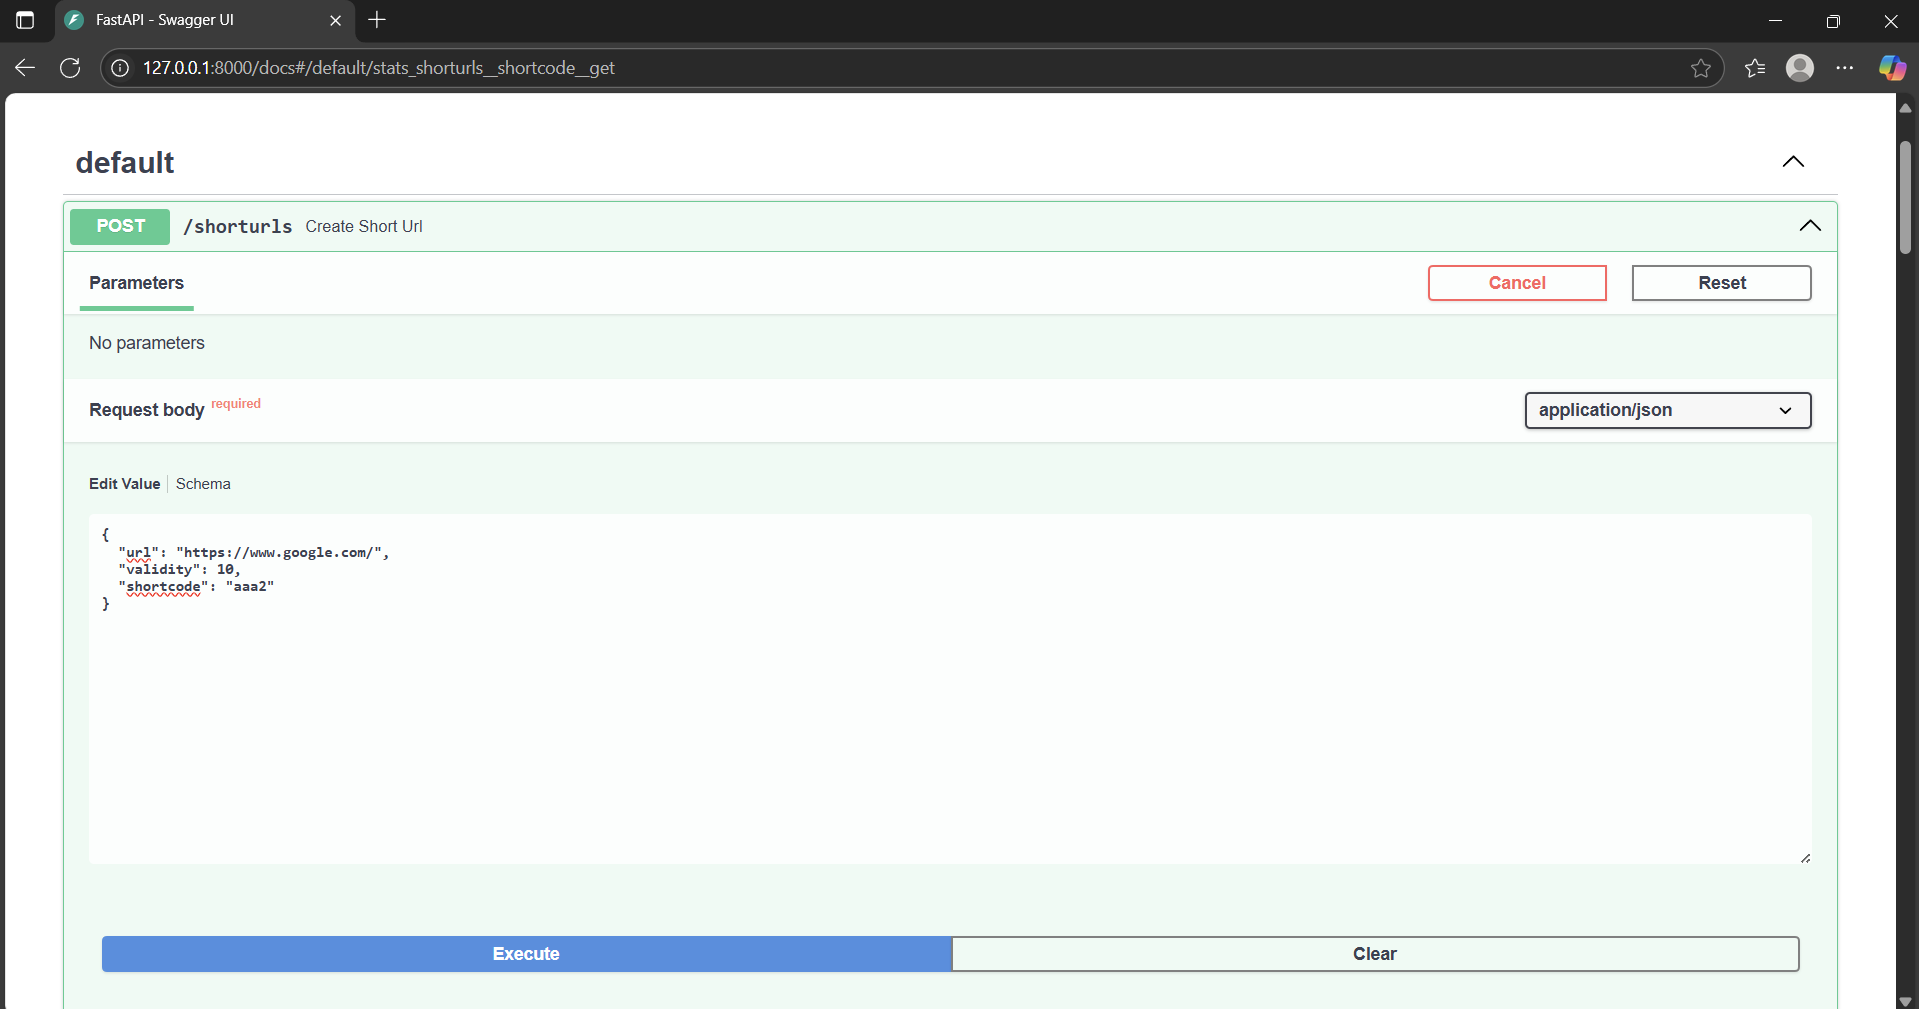 FastAPI - Swagger UI
127.0.0.1:8000/docs#/default/stats_shorturls__shortcode__get
default
POST /shorturls Create Short Url
Parameters
Cancel
Reset
No parameters
Request body required
application/json
Edit Value | Schema
{
  "url": "https://www.google.com/",
  "validity": 10,
  "shortcode": "aaa2"
}
Execute
Clear